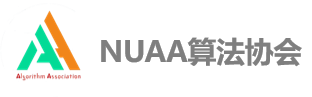 NUAA算法协会
Algorithm Association